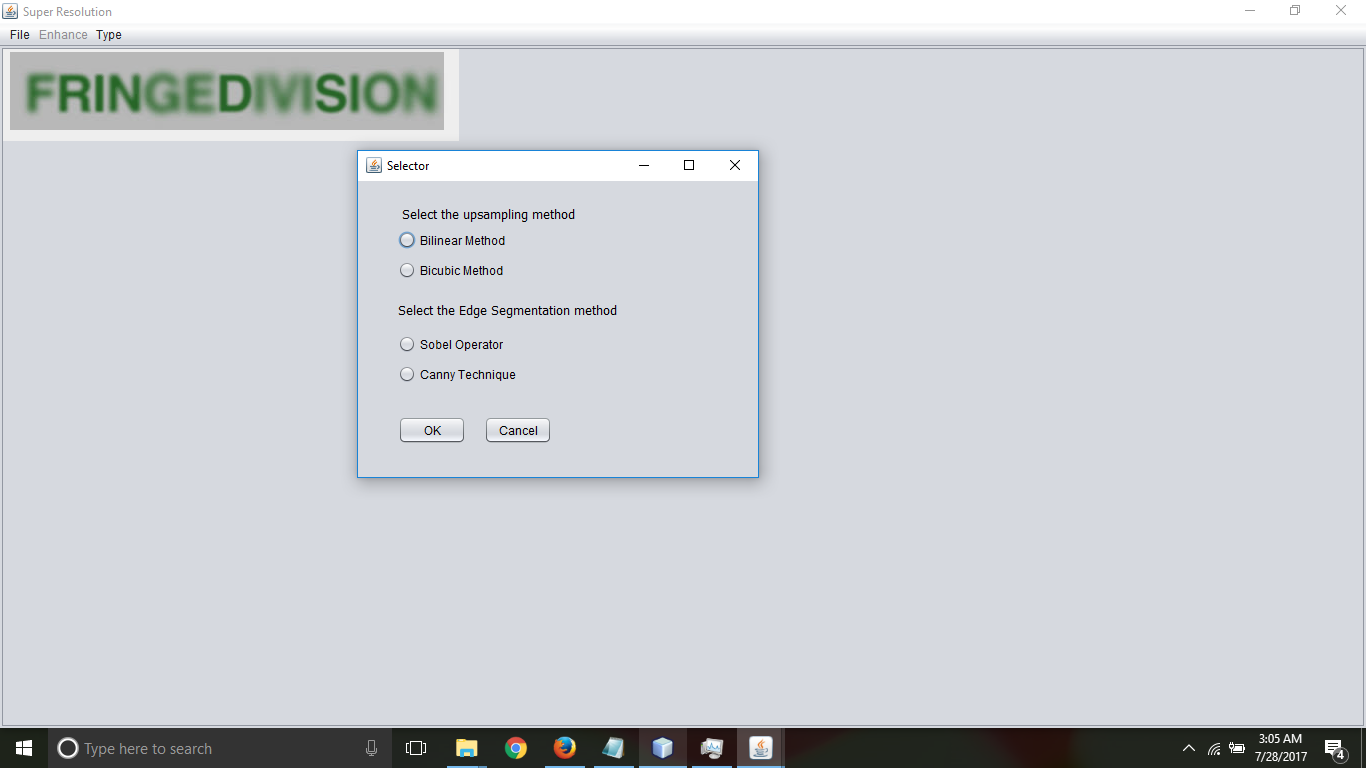 Super Resolution
File Enhance Type
FRINGEDIVISION
Selector
Select the upsampling method
Bilinear Method
Bicubic Method
Select the Edge Segmentation method
Sobel Operator
Canny Technique
OK Cancel
Type here to search
3:05 AM
7/28/2017
4